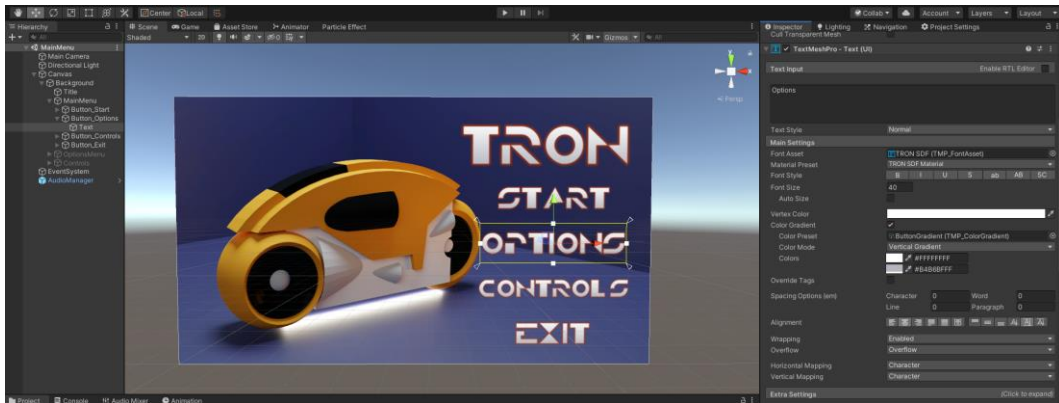 Center Local
Collab Account Layers Layout
Hierarchy
Scene Game Asset Store Animator Particle Effect
Inspector Lighting Navigation Project Settings
All
Shaded 2D Gizmos All
Cull Transparent Mesh
MainMenu
Main Camera
Directional Light
Canvas
Background
Title
MainMenu
Button_Start
Button_Options
Text
Button_Controls
Button_Exit
OptionsMenu
Controls
EventSystem
AudioManager
Persp
TRON
START
OPTIONS
CONTROLS
EXIT
TextMeshPro - Text (UI)
Text Input Enable RTL Editor
Options
Text Style Normal
Main Settings
Font Asset TRON SDF (TMP_FontAsset)
Material Preset TRON SDF Material
Font Style B I U S ab AB SC
Font Size 40
Auto Size
Vertex Color
Color Gradient
Color Preset ButtonGradient (TMP_ColorGradient)
Color Mode Vertical Gradient
Colors #FFFFFFFF
#B4B6BFFF
Override Tags
Spacing Options (em) Character 0 Word 0
Line 0 Paragraph 0
Alignment
Wrapping Enabled
Overflow Overflow
Horizontal Mapping Character
Vertical Mapping Character
Extra Settings (Click to expand)
Project Console Audio Mixer Animation